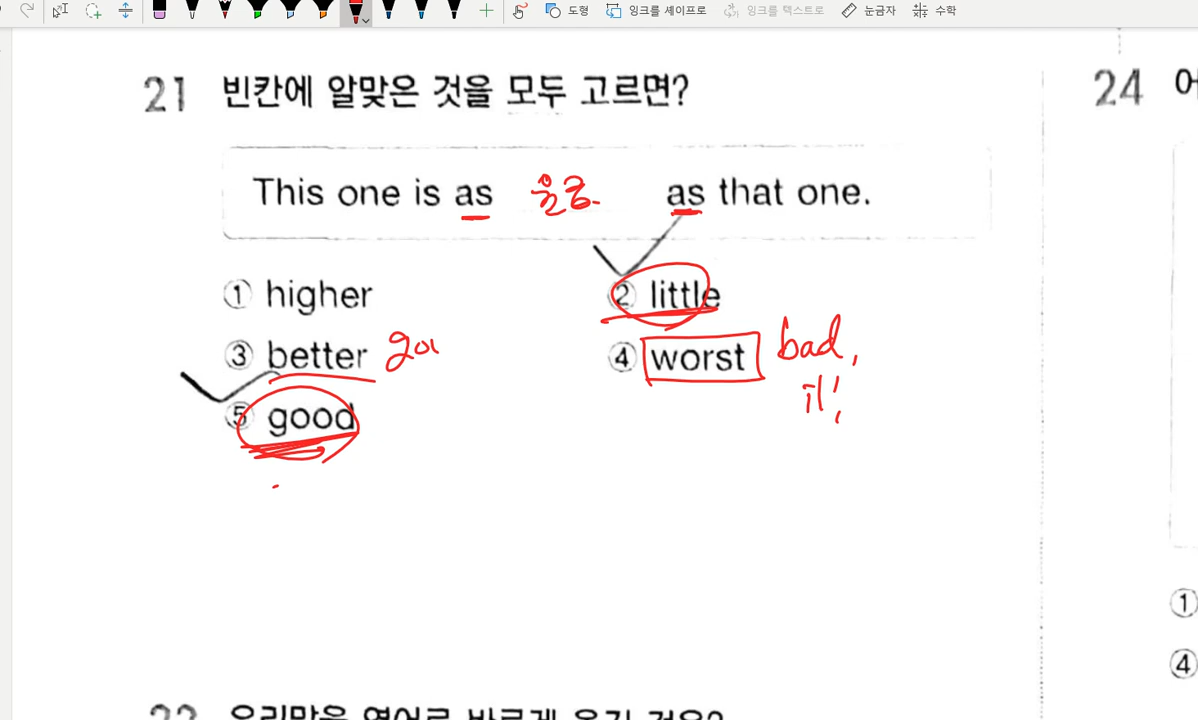 도형 잉크를 셰이프로 잉크를 텍스트로 눈금자 수학
21 빈칸에 알맞은 것을 모두 고르면?
24
This one is as as that one.
① higher
② little
③ better
④ worst bad,
⑤ good
①
④